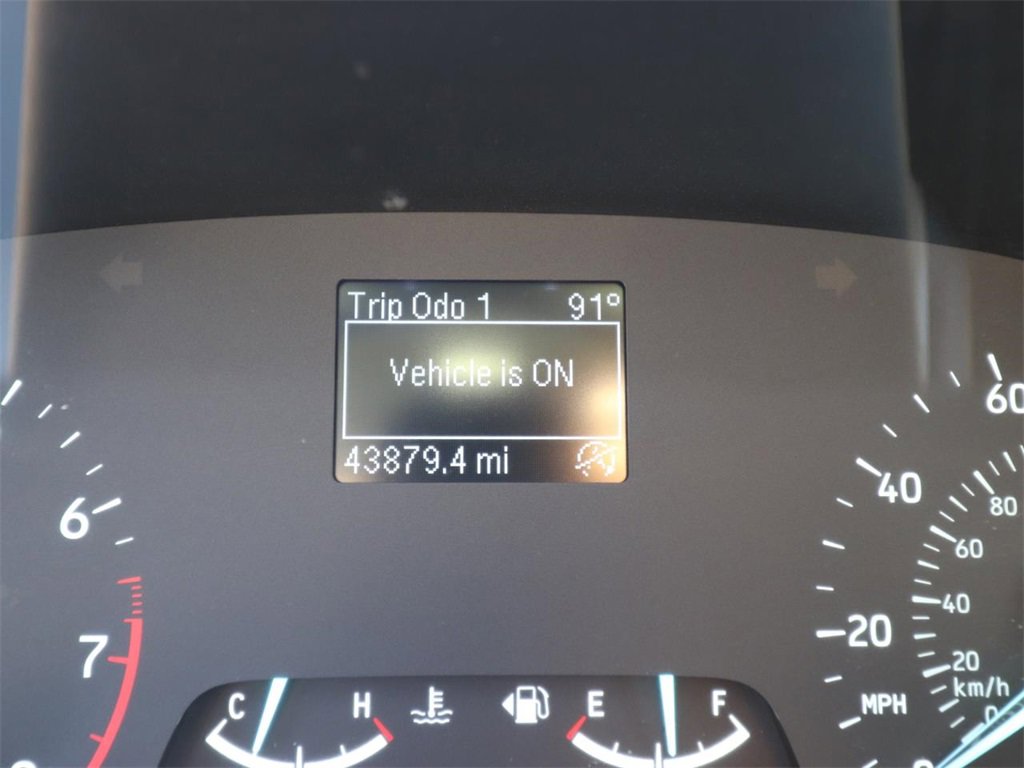 Trip Odo 1 91°
Vehicle is ON
43879.4 mi
6
7
C H
E F
60
40
20
MPH
80
60
40
20
km/h
0